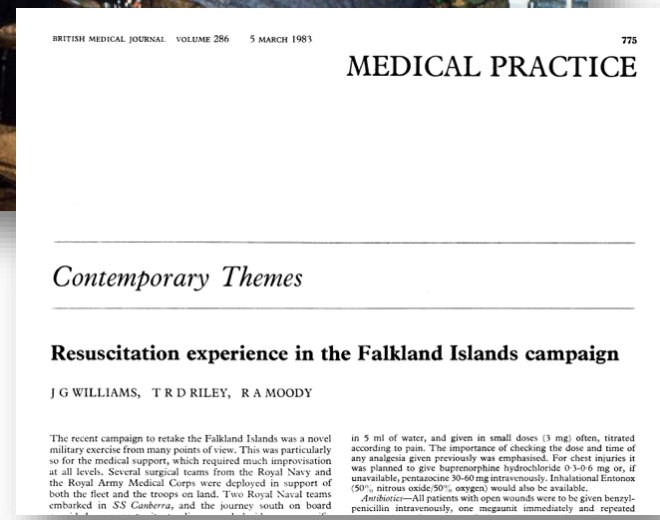 BRITISH MEDICAL JOURNAL VOLUME 286 5 MARCH 1983 775
MEDICAL PRACTICE
Contemporary Themes
Resuscitation experience in the Falkland Islands campaign
J G WILLIAMS, T R D RILEY, R A MOODY
The recent campaign to retake the Falkland Islands was a novel
military exercise from many points of view. This was particularly
so for the medical support, which required much improvisation
at all levels. Several surgical teams from the Royal Navy and
the Royal Army Medical Corps were deployed in support of
both the fleet and the troops on land. Two Royal Naval teams
embarked in SS Canberra, and the journey south on board
in 5 ml of water, and given in small doses (3 mg) often, titrated
according to pain. The importance of checking the dose and time of
any analgesia given previously was emphasised. For chest injuries it
was planned to give buprenorphine hydrochloride 0·3-0·6 mg or, if
unavailable, pentazocine 30-60 mg intravenously. Inhalational Entonox
(50% nitrous oxide/50% oxygen) would also be available.
Antibiotics—All patients with open wounds were to be given benzyl-
penicillin intravenously, one megaunit immediately and repeated